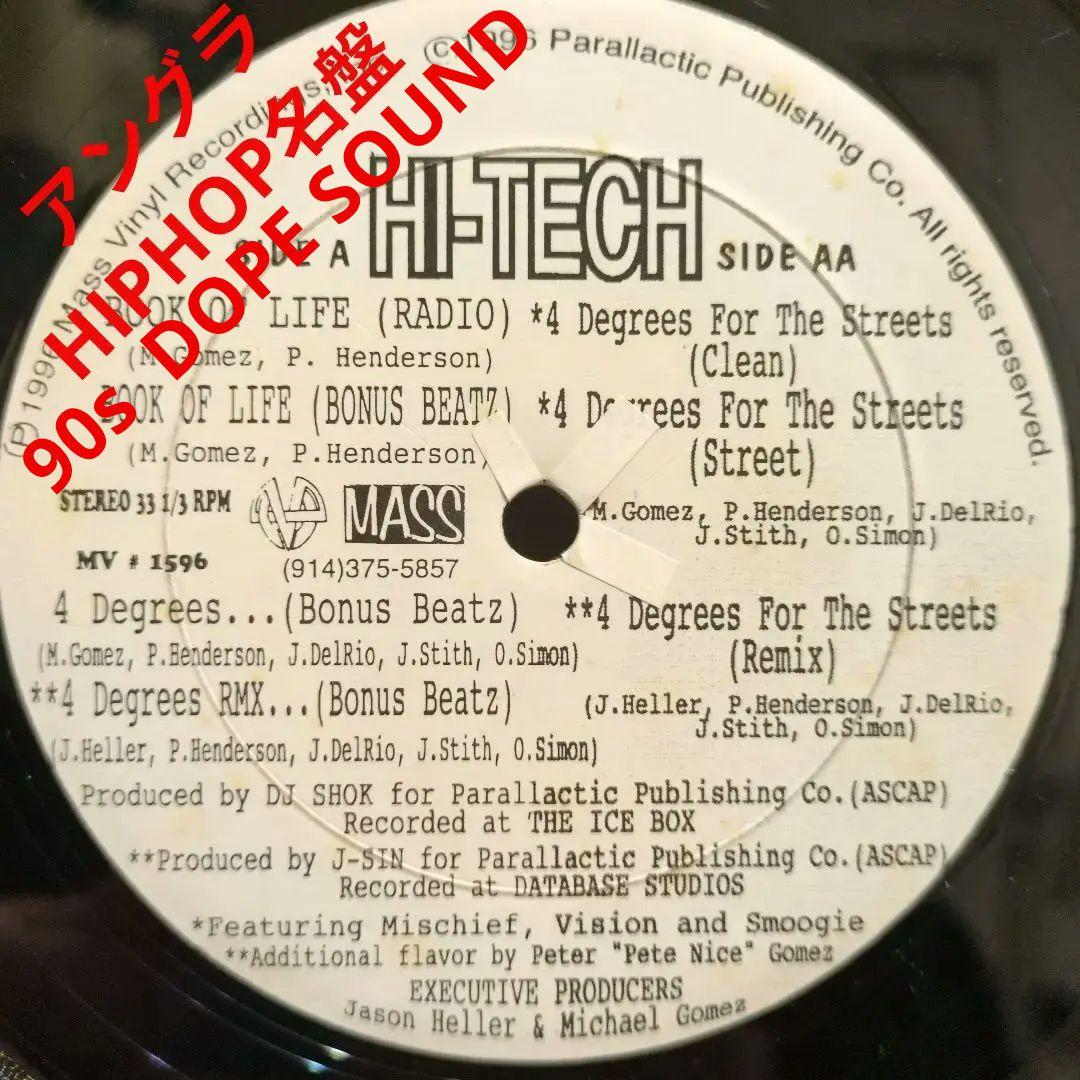 アングラ
HIPHOP名盤
90s DOPE SOUND
Ⓟ1996 Mass Vinyl Recordings, ©1996 Parallactic Publishing Co. All rights reserved.
HI-TECH
SIDE A
BOOK OF LIFE (RADIO)
(M.Gomez, P. Henderson)
BOOK OF LIFE (BONUS BEATZ)
(M.Gomez, P.Henderson)
STEREO 33 1/3 RPM
MASS
MV # 1596
(914)375-5857
4 Degrees...(Bonus Beatz)
(M.Gomez, P.Henderson, J.DelRio, J.Stith, O.Simon)
**4 Degrees RMX...(Bonus Beatz)
(J.Heller, P.Henderson, J.DelRio, J.Stith, O.Simon)
SIDE AA
*4 Degrees For The Streets
(Clean)
*4 Degrees For The Streets
(Street)
M.Gomez, P.Henderson, J.DelRio,
J.Stith, O.Simon)
**4 Degrees For The Streets
(Remix)
(J.Heller, P.Henderson, J.DelRio,
J.Stith, O.Simon)
Produced by DJ SHOK for Parallactic Publishing Co.(ASCAP)
Recorded at THE ICE BOX
**Produced by J-SIN for Parallactic Publishing Co.(ASCAP)
Recorded at DATABASE STUDIOS
*Featuring Mischief, Vision and Smoogie
**Additional flavor by Peter "Pete Nice" Gomez
EXECUTIVE PRODUCERS
Jason Heller & Michael Gomez